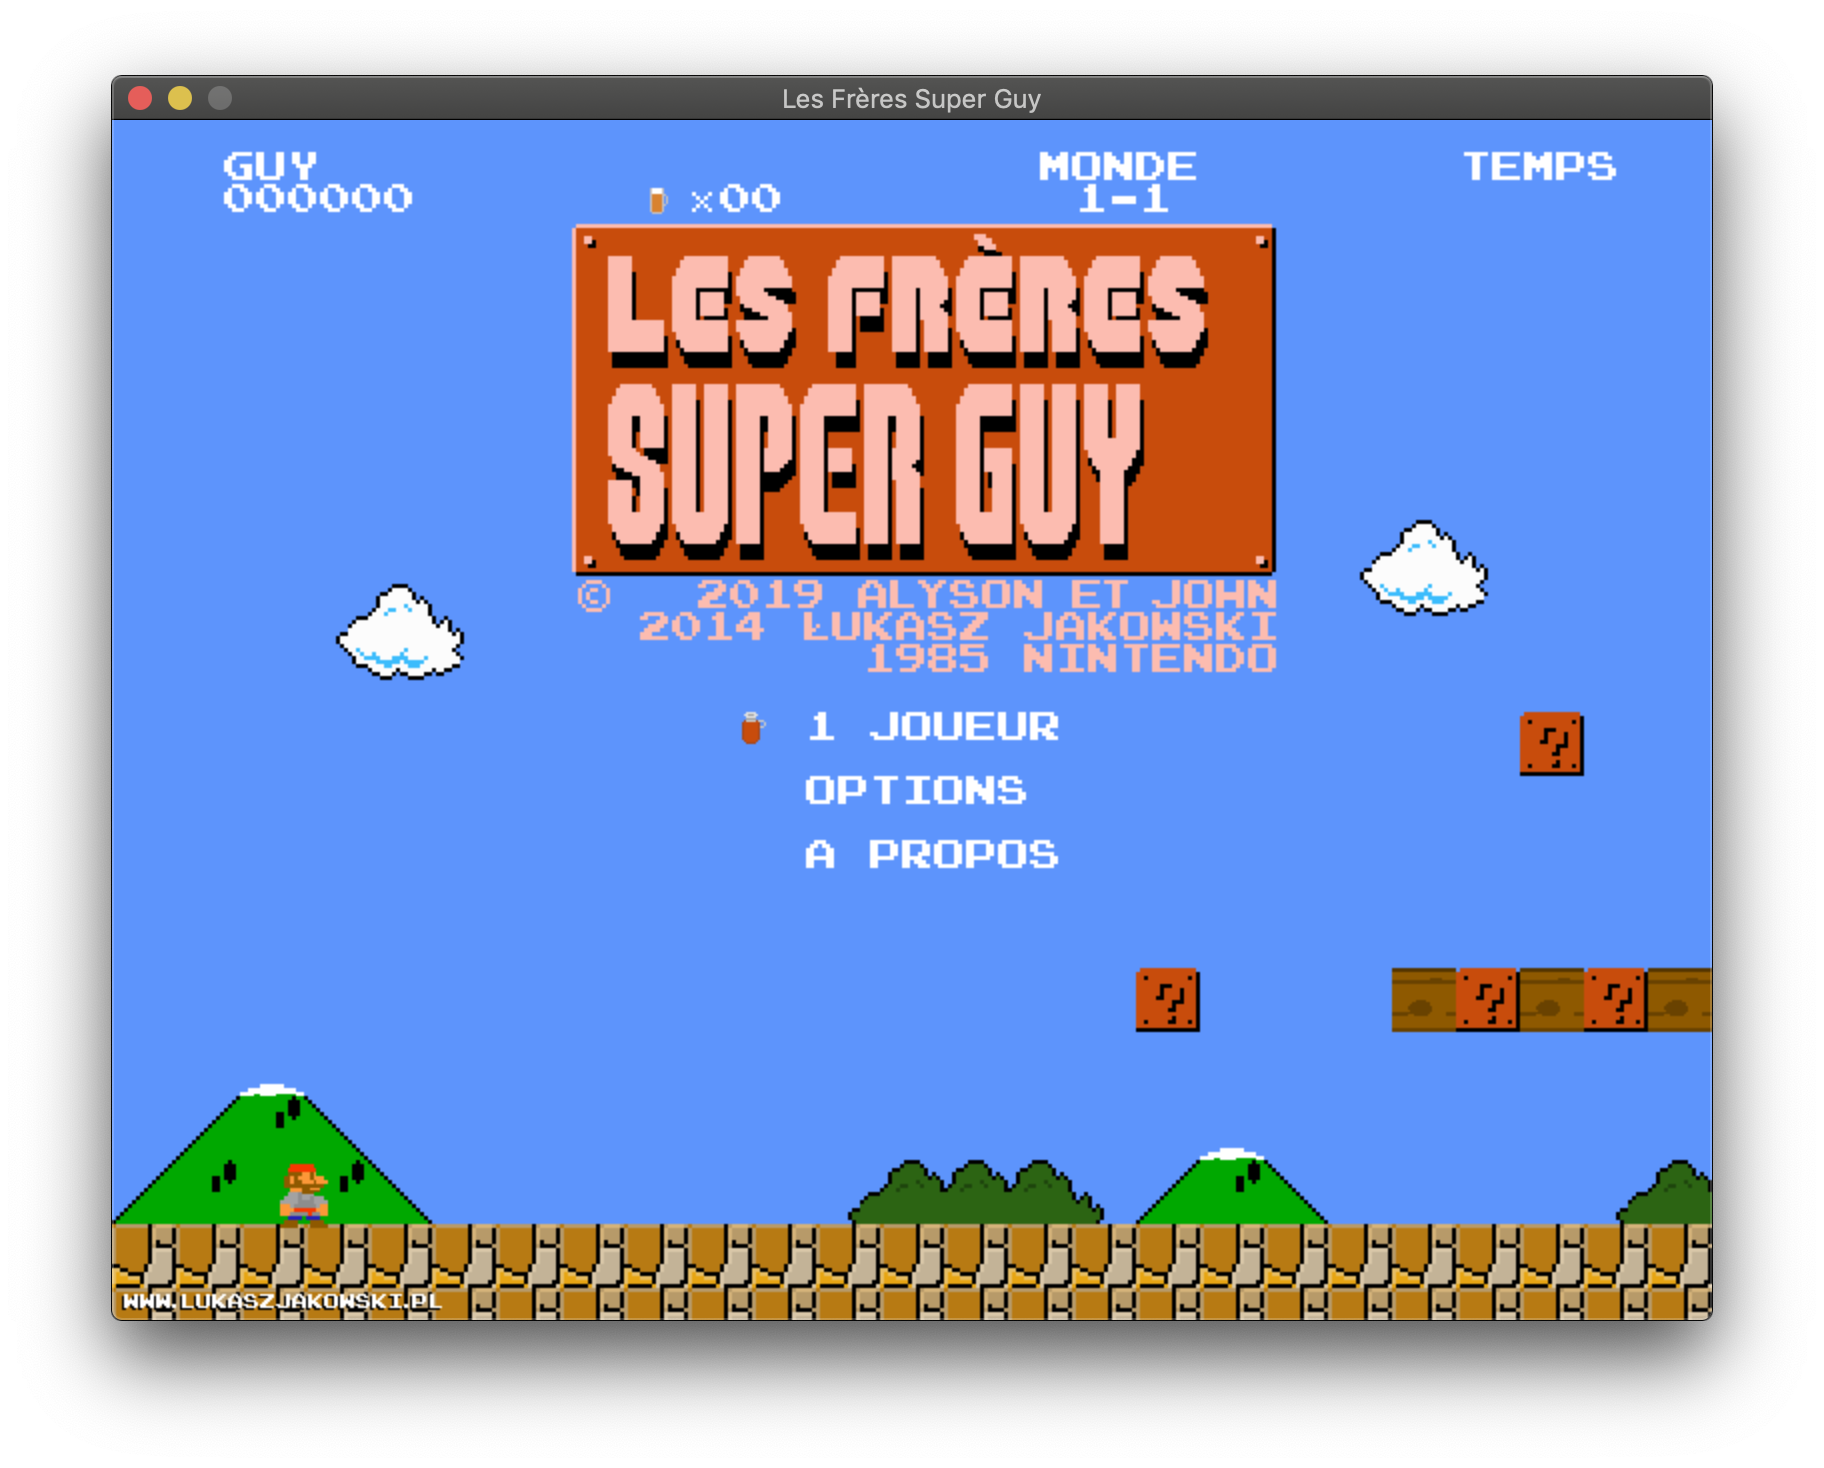 Les Frères Super Guy
GUY MONDE TEMPS
000000 x00 1-1
LES FRÈRES
SUPER GUY
© 2019 ALYSON ET JOHN
2014 ŁUKASZ JAKOWSKI
1985 NINTENDO
1 JOUEUR
OPTIONS
A PROPOS
?
? ? ?
WWW.LUKASZJAKOWSKI.PL